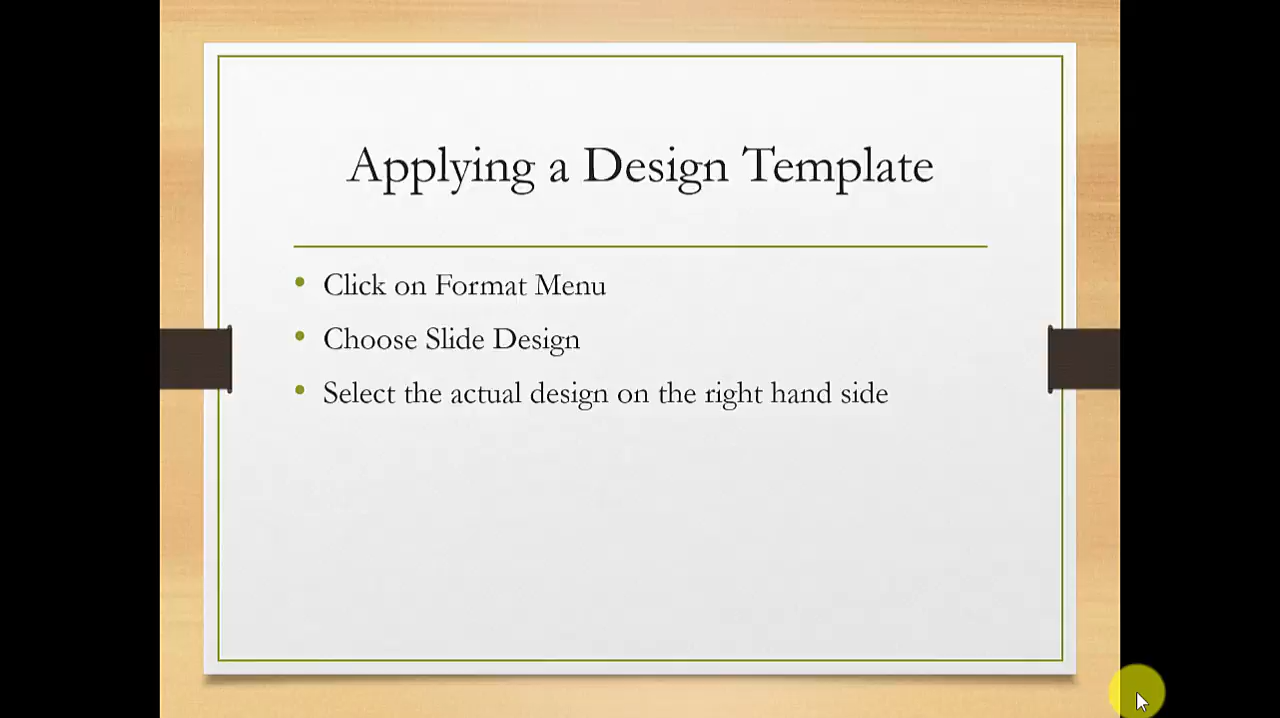 Applying a Design Template
• Click on Format Menu
• Choose Slide Design
• Select the actual design on the right hand side